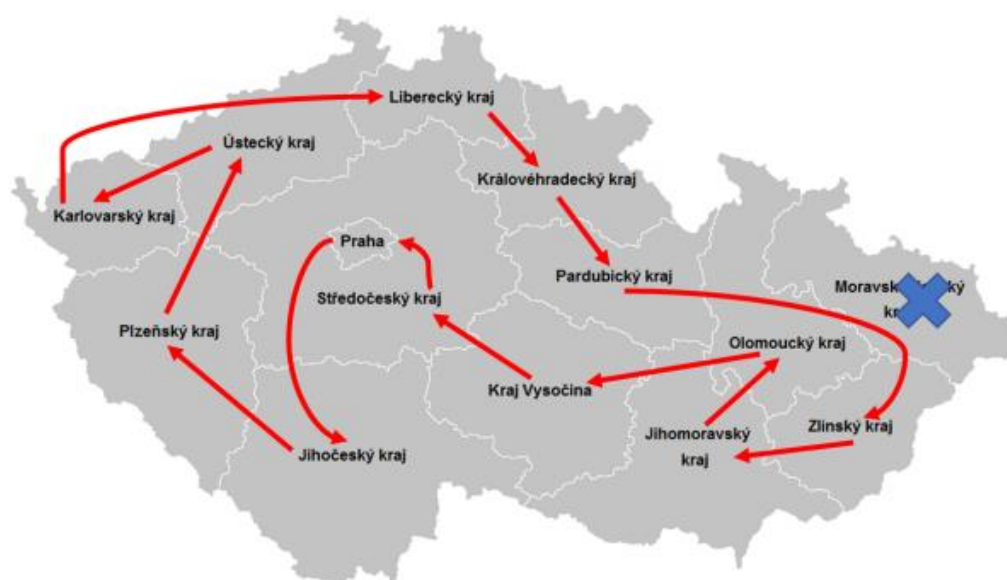 Liberecký kraj
Ústecký kraj
Královéhradecký kraj
Karlovarský kraj
Praha
Pardubický kraj
Středočeský kraj
Plzeňský kraj
Olomoucký kraj
Kraj Vysočina
Zlínský kraj
Jihomoravský
kraj
Jihočeský kraj